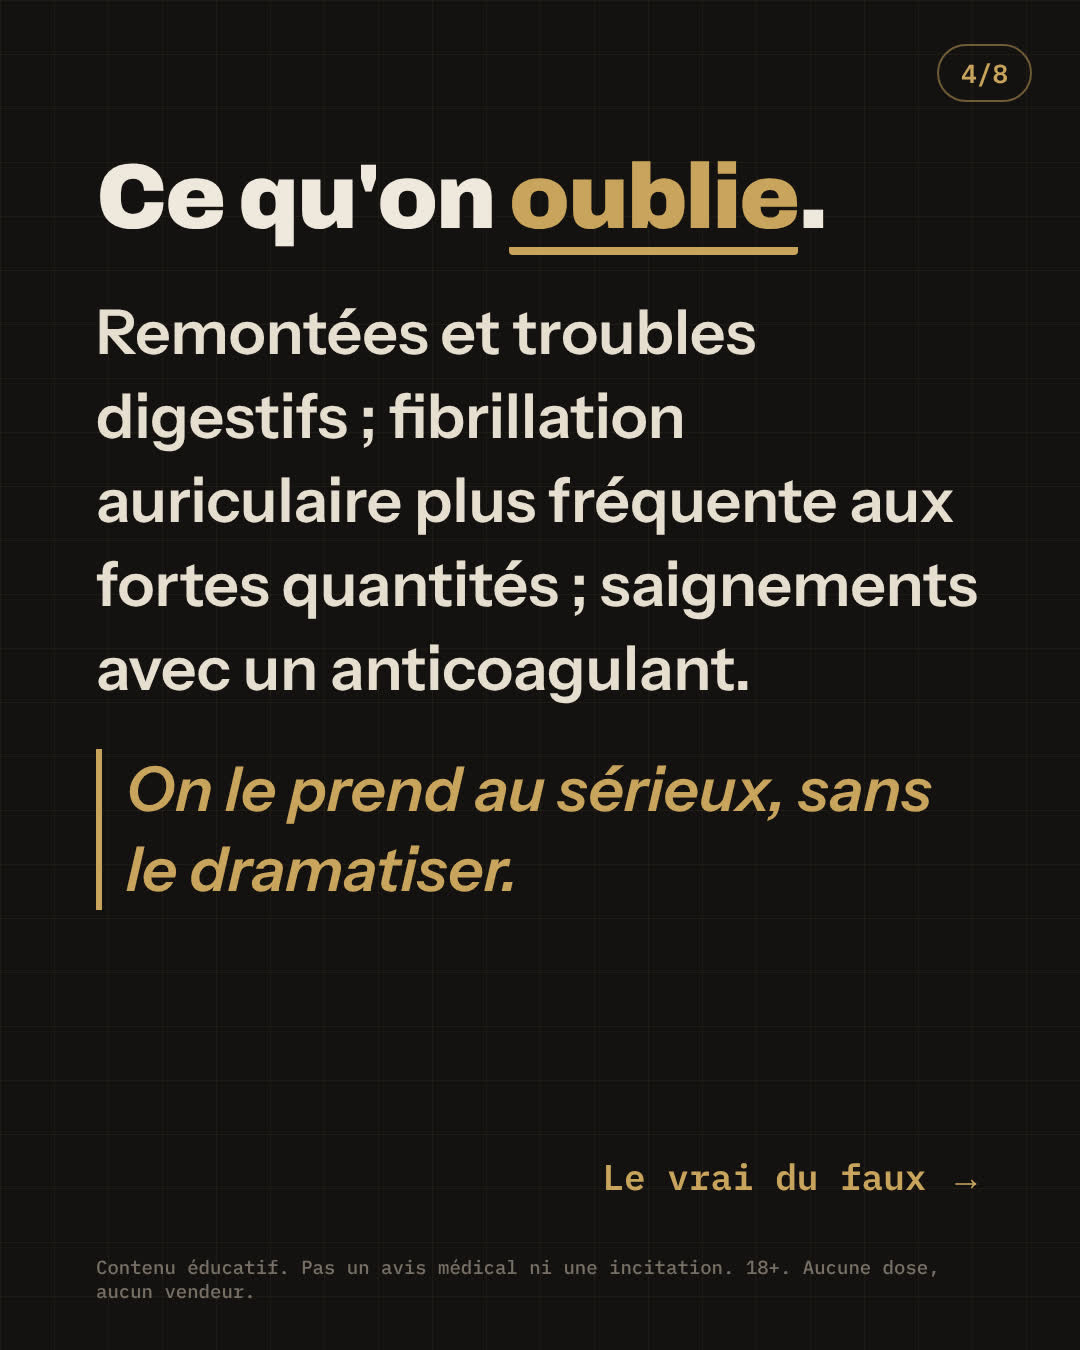 4/8
Ce qu'on oublie.
Remontées et troubles
digestifs ; fibrillation
auriculaire plus fréquente aux
fortes quantités ; saignements
avec un anticoagulant.
On le prend au sérieux, sans
le dramatiser.
Le vrai du faux →
Contenu éducatif. Pas un avis médical ni une incitation. 18+. Aucune dose,
aucun vendeur.